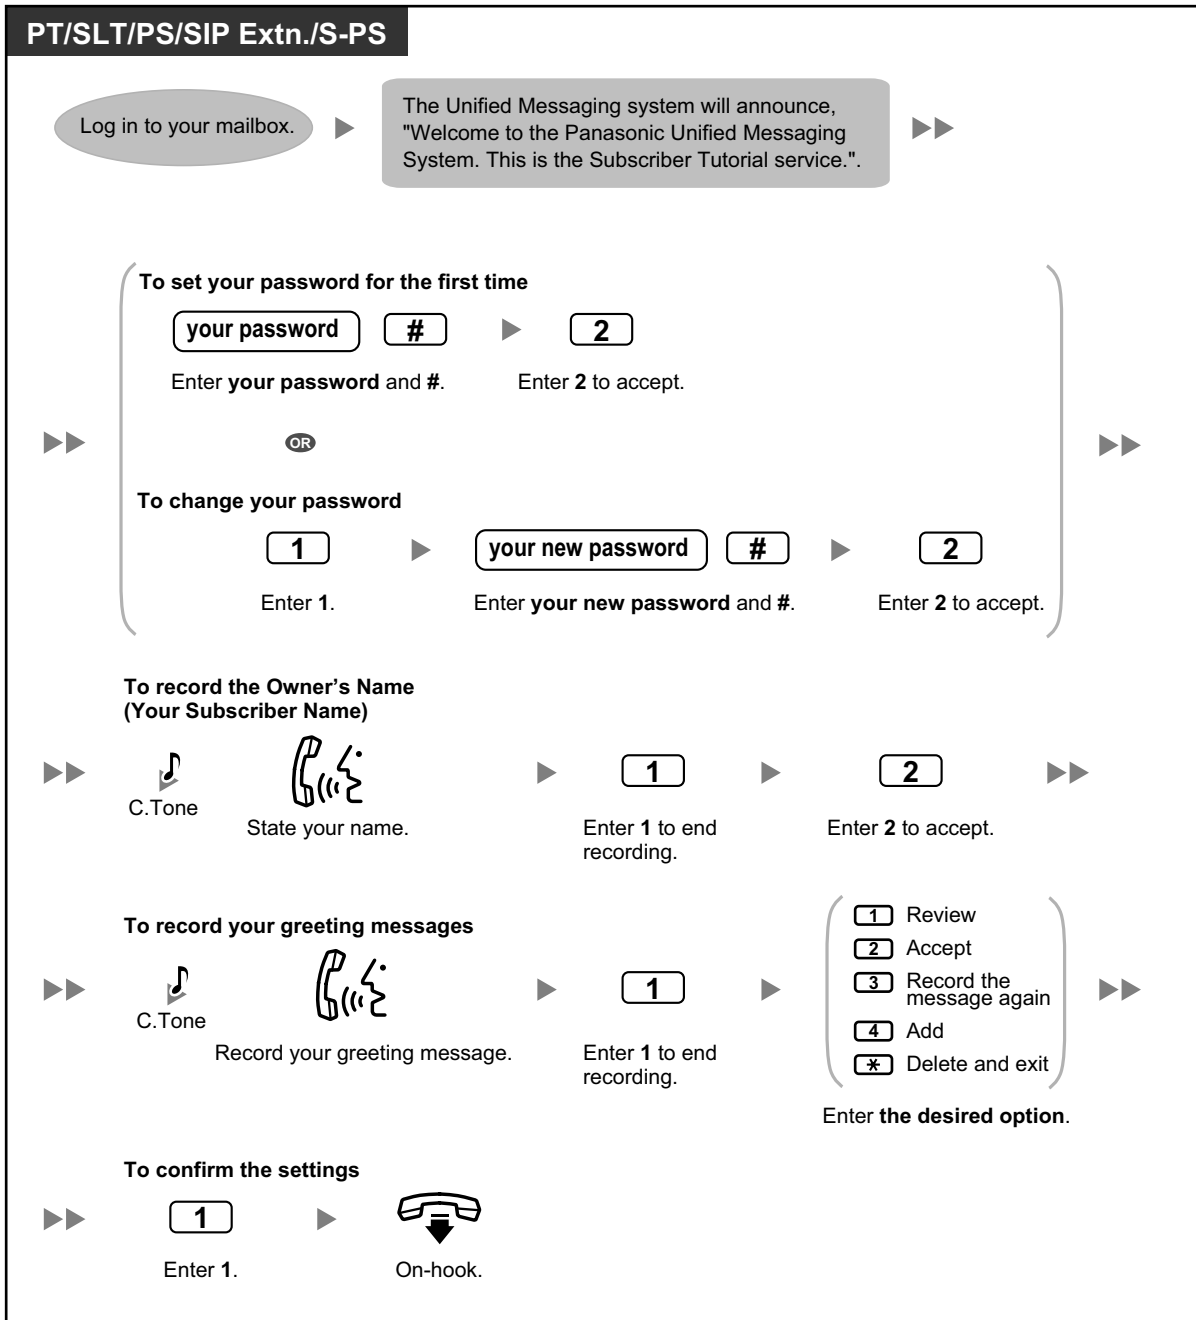 PT/SLT/PS/SIP Extn./S-PS
Log in to your mailbox.
The Unified Messaging system will announce,
"Welcome to the Panasonic Unified Messaging
System. This is the Subscriber Tutorial service.".
To set your password for the first time
your password # 2
Enter your password and #. Enter 2 to accept.
OR
To change your password
1 your new password # 2
Enter 1. Enter your new password and #. Enter 2 to accept.
To record the Owner's Name
(Your Subscriber Name)
1 2
C.Tone
State your name. Enter 1 to end Enter 2 to accept.
recording.
To record your greeting messages
1
C.Tone
Record your greeting message. Enter 1 to end
recording.
1 Review
2 Accept
3 Record the
message again
4 Add
* Delete and exit
Enter the desired option.
To confirm the settings
1
Enter 1. On-hook.